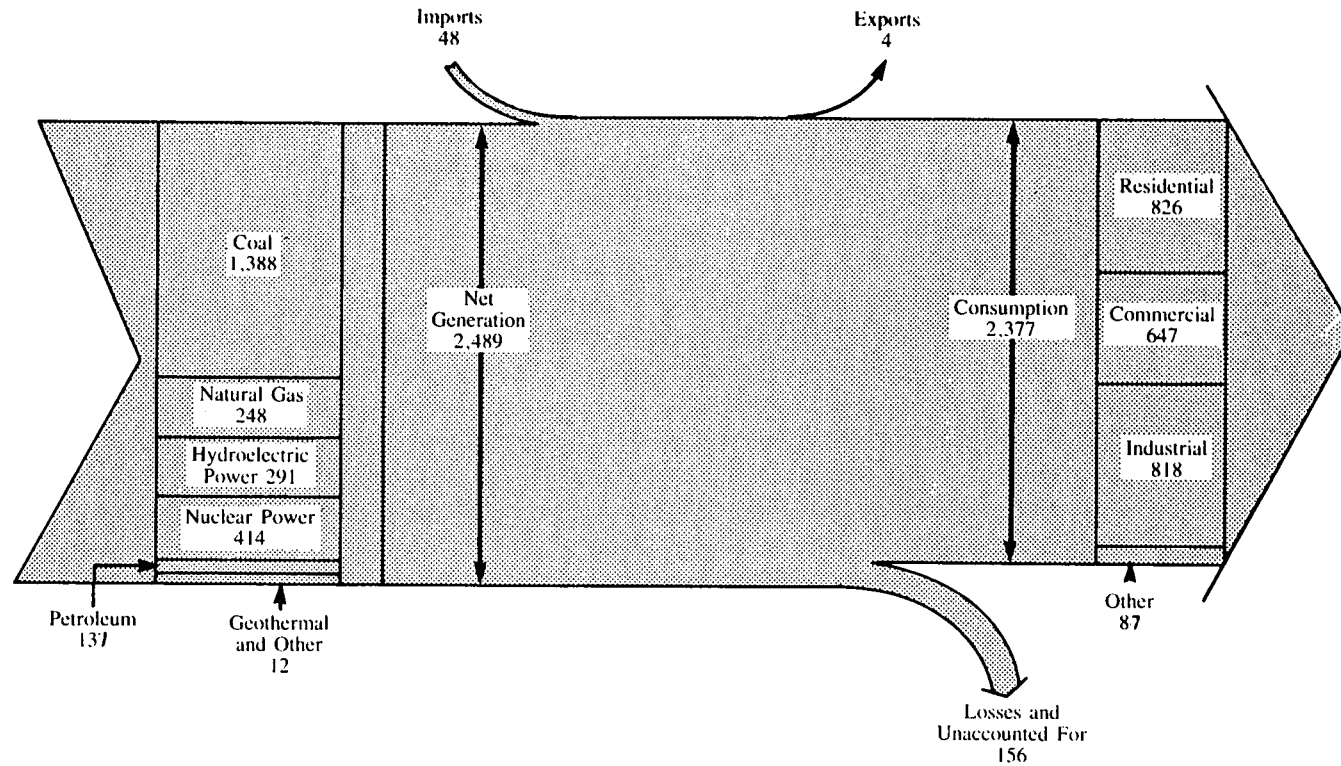 Imports
48
Exports
4
Coal
1,388
Natural Gas
248
Hydroelectric
Power 291
Nuclear Power
414
Petroleum
137
Geothermal
and Other
12
Net
Generation
2,489
Consumption
2,377
Residential
826
Commercial
647
Industrial
818
Other
87
Losses and
Unaccounted For
156